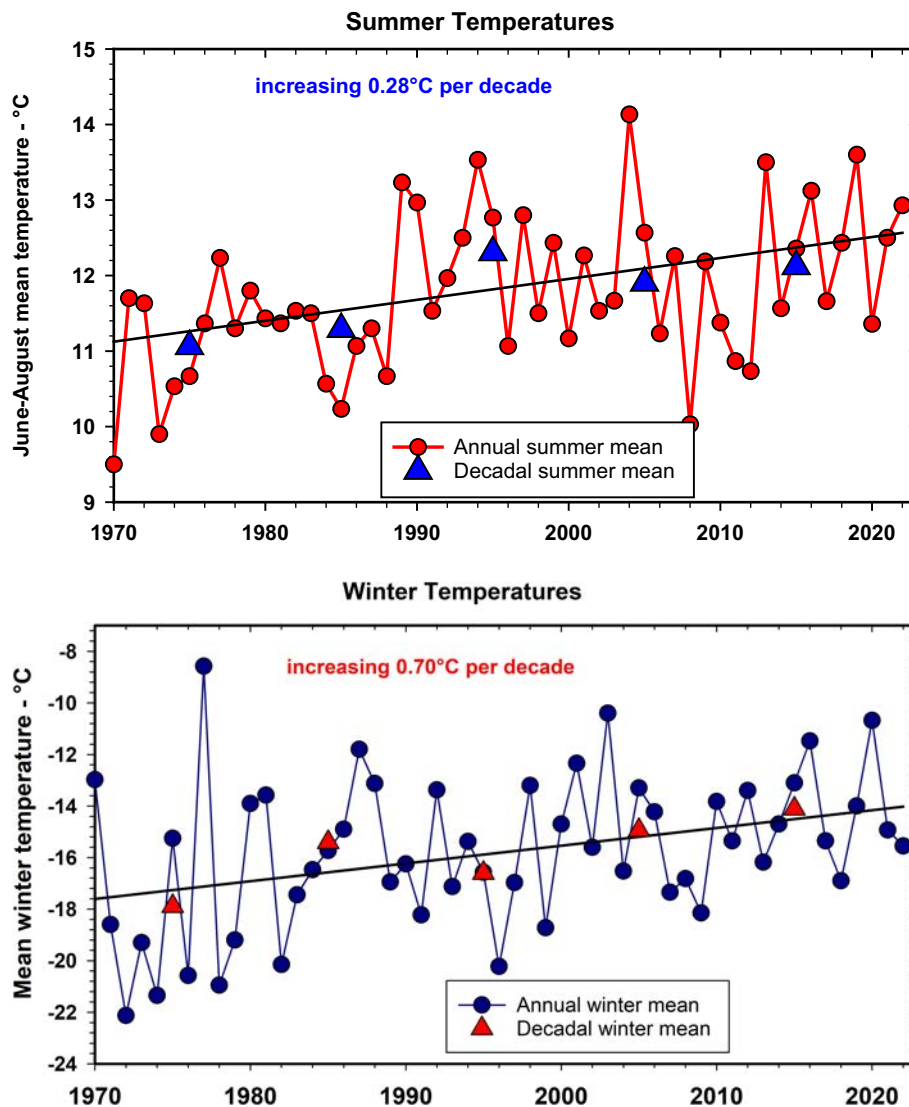 Summer Temperatures
15
14
13
12
11
10
9
June-August mean temperature - °C
increasing 0.28°C per decade
Annual summer mean
Decadal summer mean
1970 1980 1990 2000 2010 2020
Winter Temperatures
-8
-10
-12
-14
-16
-18
-20
-22
-24
Mean winter temperature - °C
increasing 0.70°C per decade
Annual winter mean
Decadal winter mean
1970 1980 1990 2000 2010 2020